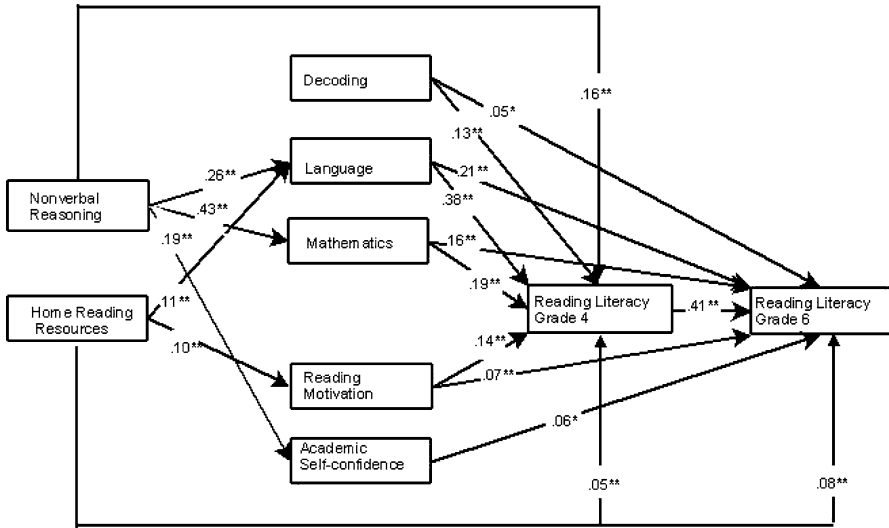 Decoding
.16**
.05*
.13**
Language
.26**
.21**
Nonverbal
Reasoning
.38**
.43**
.19**
Mathematics
.16**
.19**
Home Reading
Resources
.11**
Reading Literacy
Grade 4
.41**
Reading Literacy
Grade 6
.10**
.14**
Reading
Motivation
.07**
.06*
Academic
Self-confidence
.05**
.08**